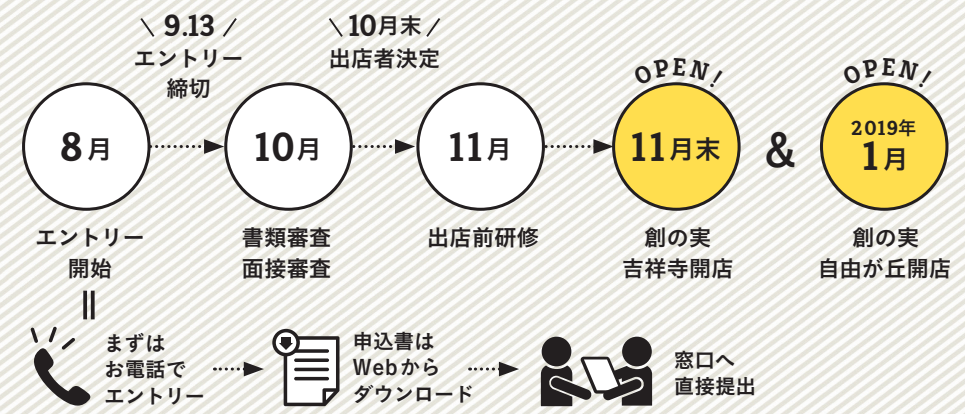 \ 9.13 /
エントリー
締切
\ 10月末 /
出店者決定
8月
10月
11月
OPEN!
11月末
&
OPEN!
2019年
1月
エントリー
開始
書類審査
面接審査
出店前研修
創の実
吉祥寺開店
創の実
自由が丘開店
まずは
お電話で
エントリー
申込書は
Webから
ダウンロード
窓口へ
直接提出